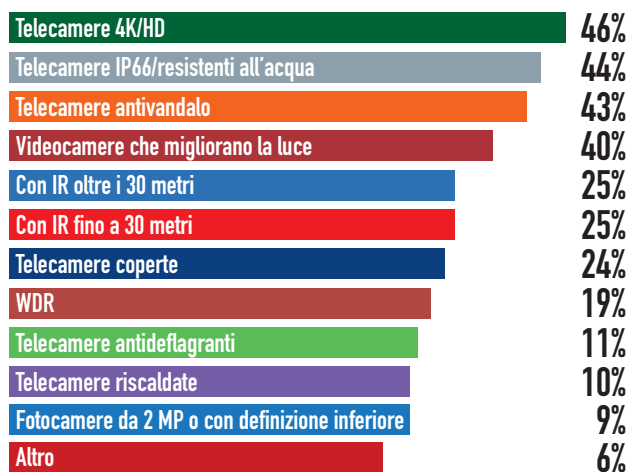 Telecamere 4K/HD 46%
Telecamere IP66/resistenti all'acqua 44%
Telecamere antivandalo 43%
Videocamere che migliorano la luce 40%
Con IR oltre i 30 metri 25%
Con IR fino a 30 metri 25%
Telecamere coperte 24%
WDR 19%
Telecamere antideflagranti 11%
Telecamere riscaldate 10%
Fotocamere da 2 MP o con definizione inferiore 9%
Altro 6%